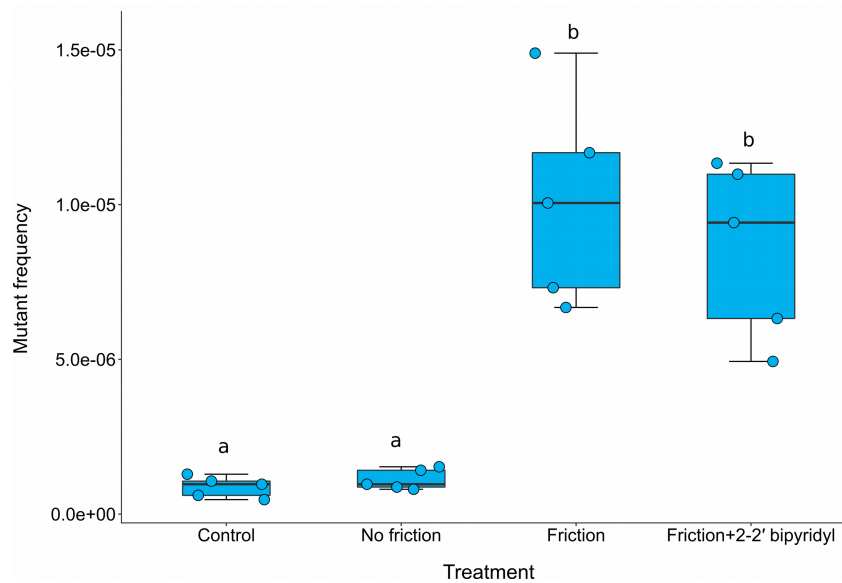 b
1.5e-05
b
1.0e-05
Mutant frequency
5.0e-06
a
a
0.0e+00
Control No friction Friction Friction+2-2′ bipyridyl
Treatment